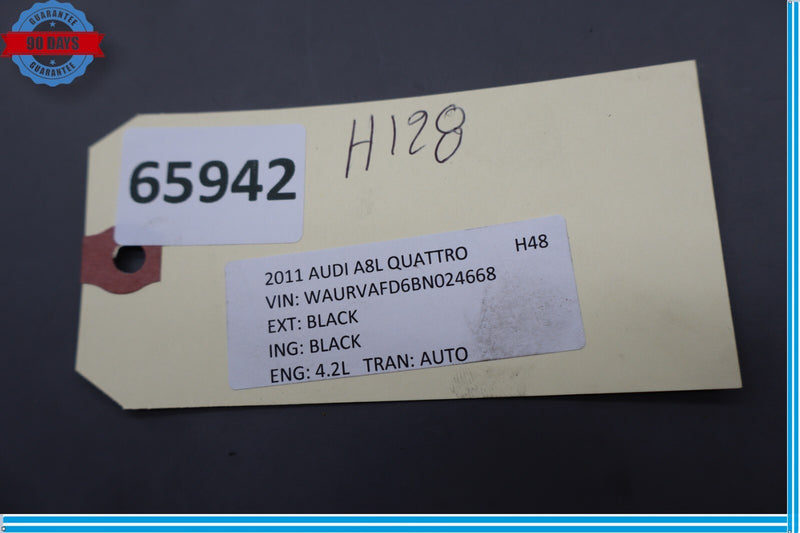 GUARANTEE
90 DAYS
GUARANTEE
H128
65942
2011 AUDI A8L QUATTRO H48
VIN: WAURVAFD6BN024668
EXT: BLACK
ING: BLACK
ENG: 4.2L TRAN: AUTO